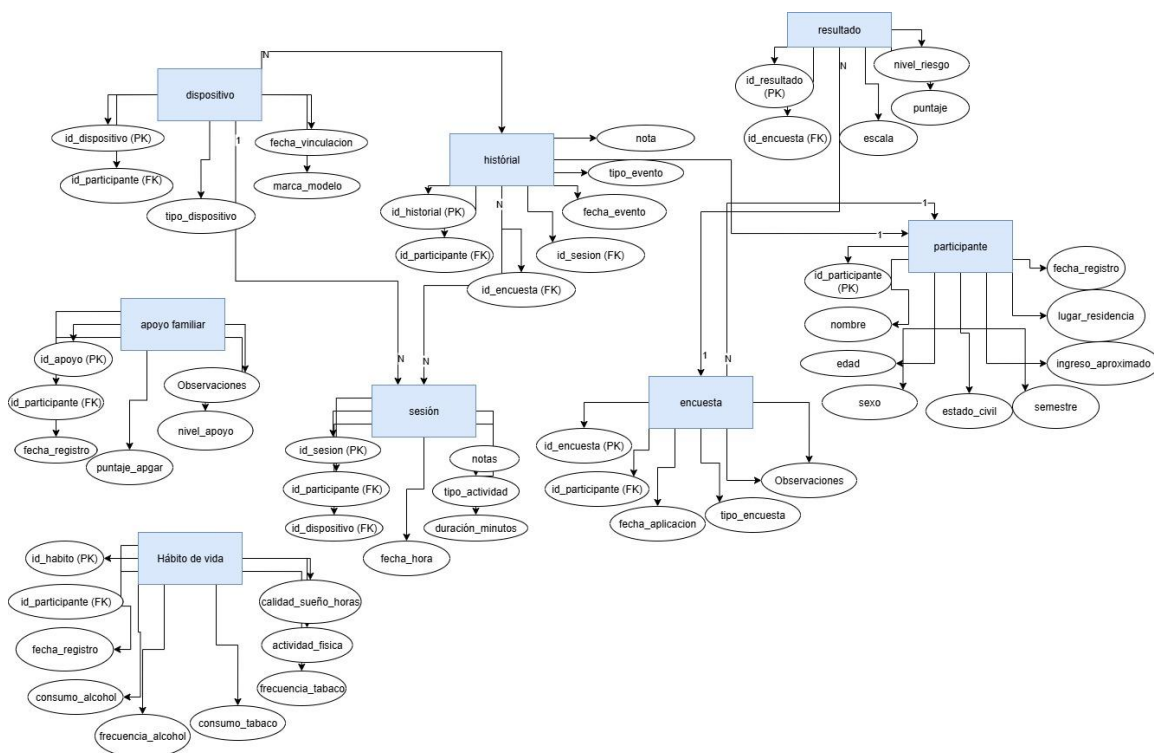 resultado
N
nivel_riesgo
id_resultado
(PK)
puntaje
id_encuesta (FK)
escala
dispositivo
N
id_dispositivo (PK)
1
fecha_vinculacion
id_participante (FK)
marca_modelo
tipo_dispositivo
histórial
nota
tipo_evento
id_historial (PK)
N
fecha_evento
id_participante (FK)
id_sesion (FK)
id_encuesta (FK)
1
1
participante
id_participante
(PK)
fecha_registro
nombre
lugar_residencia
edad
ingreso_aproximado
sexo
estado_civil
semestre
apoyo familiar
id_apoyo (PK)
Observaciones
id_participante (FK)
nivel_apoyo
fecha_registro
puntaje_apgar
N
N
sesión
id_sesion (PK)
notas
id_participante (FK)
tipo_actividad
id_dispositivo (FK)
duración_minutos
fecha_hora
1
N
encuesta
id_encuesta (PK)
id_participante (FK)
Observaciones
fecha_aplicacion
tipo_encuesta
Hábito de vida
id_habito (PK)
id_participante (FK)
calidad_sueño_horas
fecha_registro
actividad_fisica
consumo_alcohol
frecuencia_tabaco
frecuencia_alcohol
consumo_tabaco